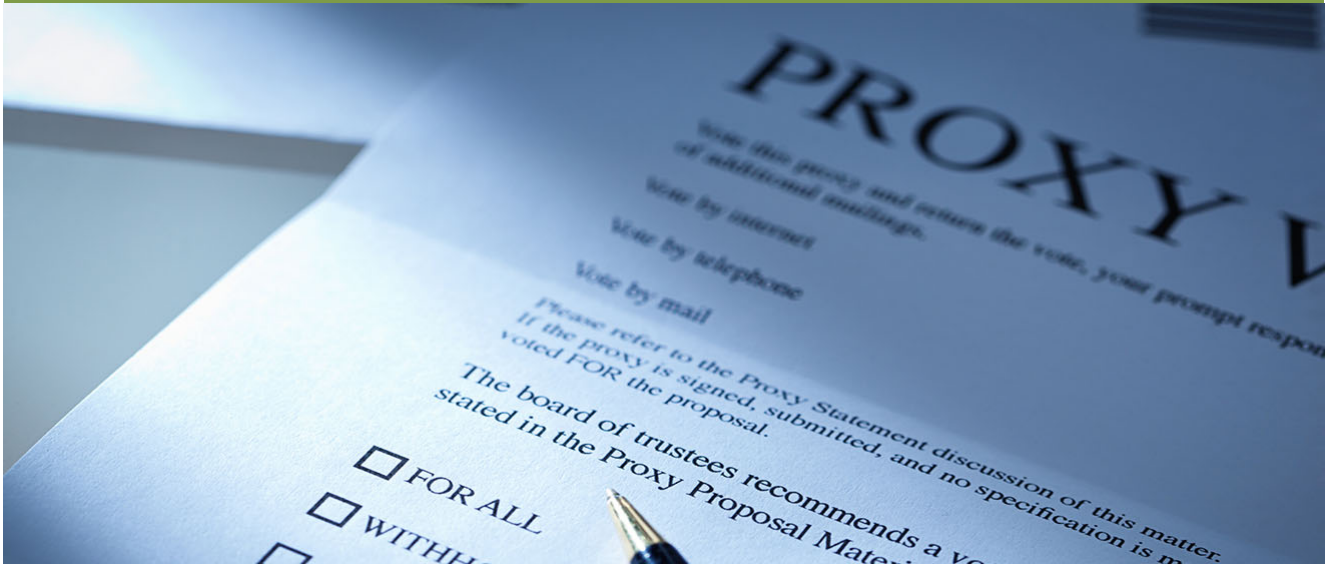 PROXY V
Vote this proxy and return the vote, your prompt respon
of additional mailings.
Vote by internet
Vote by telephone
Vote by mail
Please refer to the Proxy Statement discussion of this matter.
If the proxy is signed, submitted, and no specification is m
voted FOR the proposal.
The board of trustees recommends a vo
stated in the Proxy Proposal Materi
FOR ALL
WITHHO